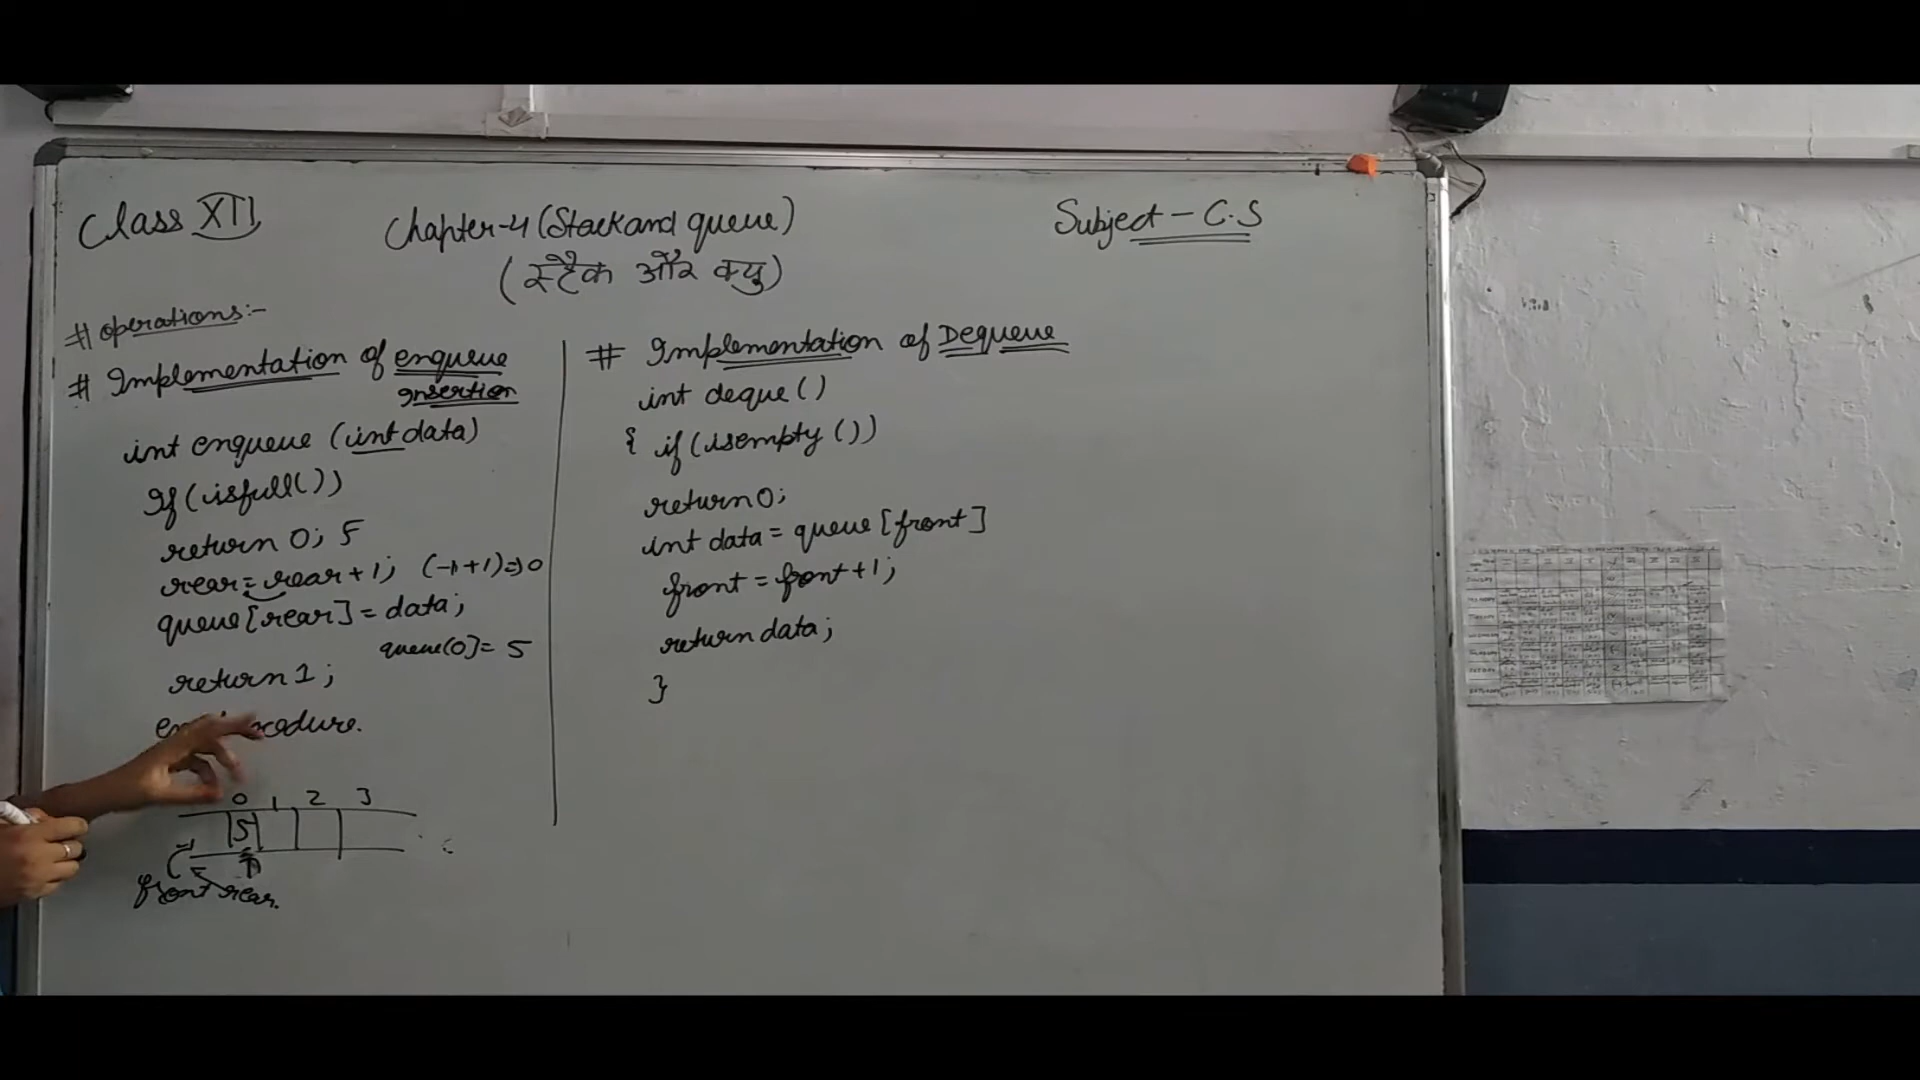 Class XII
Chapter-4 (Stack and queue)
Subject - C.S
(स्टैक और क्यु)
# operations:-
# Implementation of enqueue
Insertion
int enqueue (int data)
If (isfull())
return 0; 5
rear = rear + 1; (-1+1)=>0
queue[rear] = data;
queue(0]= 5
return 1;
procedure.
0 1 2 3
5
-1
front rear.
# Implementation of Dequeue
int deque ()
{ if (isempty ())
return 0;
int data = queue [front]
front = front + 1;
return data;
}